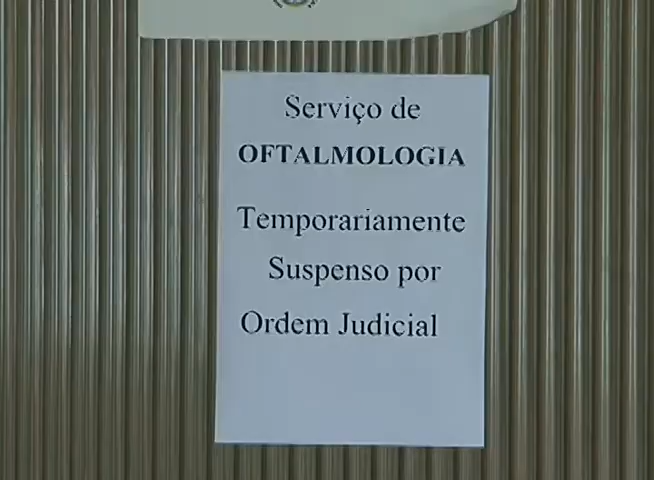 Serviço de
OFTALMOLOGIA
Temporariamente
Suspenso por
Ordem Judicial